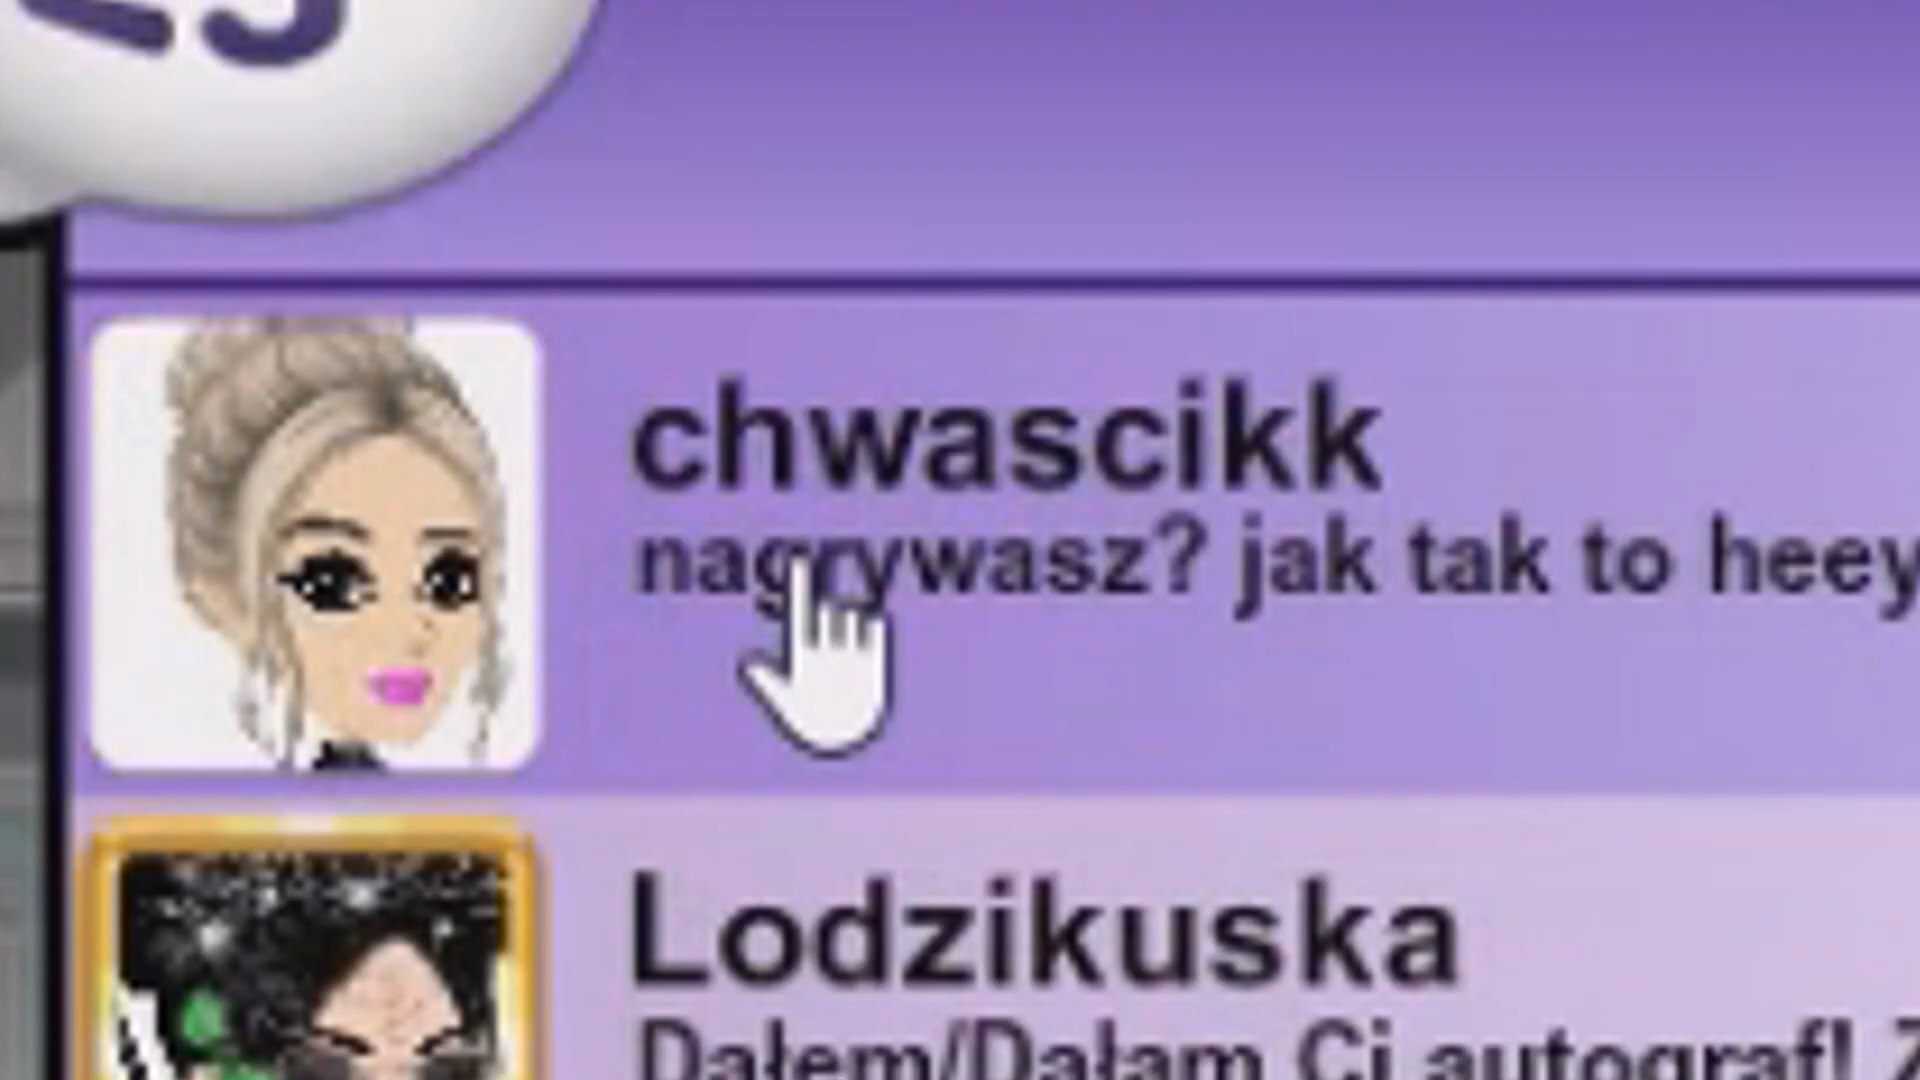 chwascikk
nagrywasz? jak tak to heey
Lodzikuska
Dałem/Dałam Ci autograf! Z